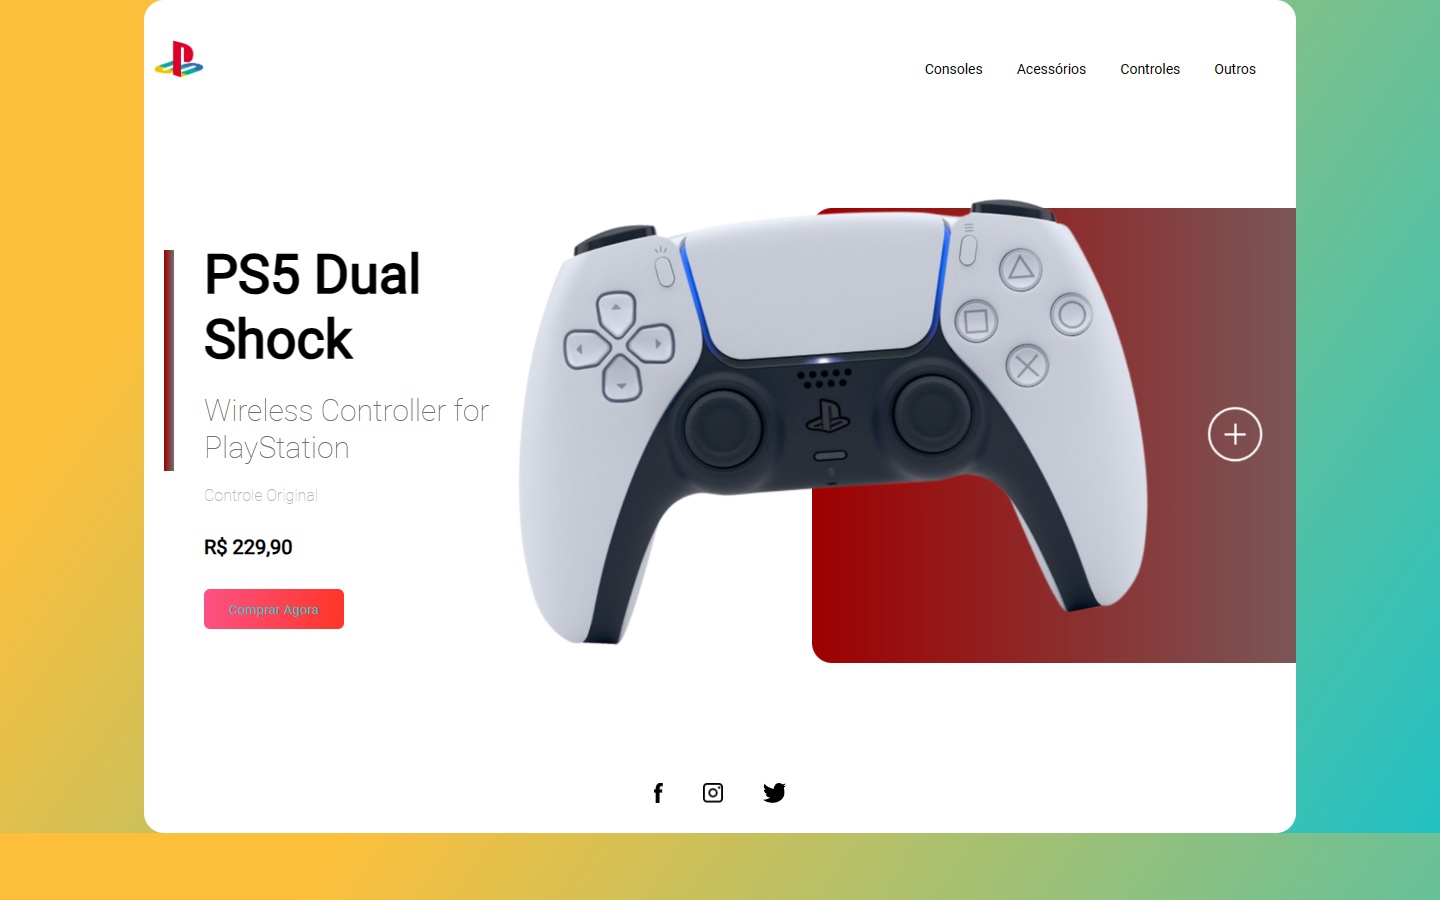 Consoles
Acessórios
Controles
Outros
PS5 Dual
Shock
Wireless Controller for
PlayStation
Controle Original
R$ 229,90
Comprar Agora